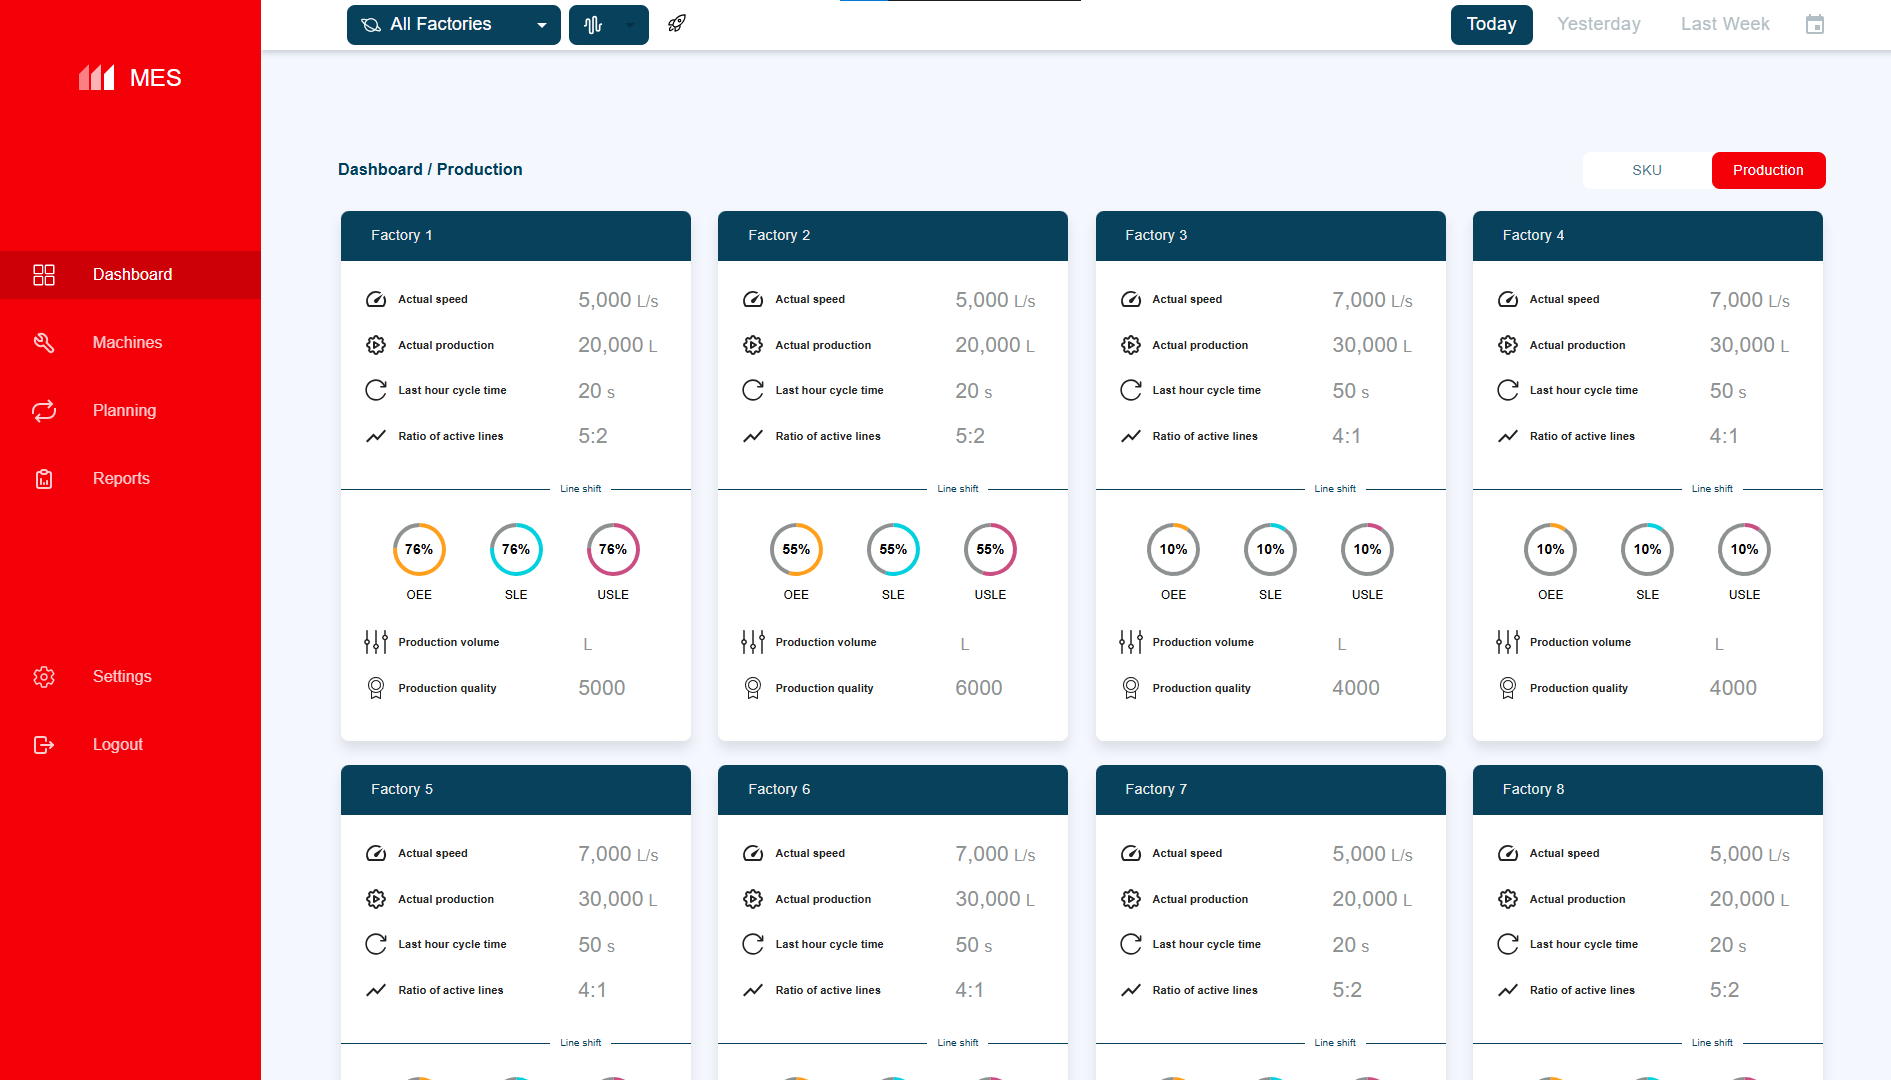 MES
All Factories
Today Yesterday Last Week
Dashboard
Machines
Planning
Reports
Settings
Logout
Dashboard / Production
SKU Production
Factory 1
Actual speed 5,000 L/s
Actual production 20,000 L
Last hour cycle time 20 s
Ratio of active lines 5:2
Line shift
76% 76% 76%
OEE SLE USLE
Production volume L
Production quality 5000
Factory 2
Actual speed 5,000 L/s
Actual production 20,000 L
Last hour cycle time 20 s
Ratio of active lines 5:2
Line shift
55% 55% 55%
OEE SLE USLE
Production volume L
Production quality 6000
Factory 3
Actual speed 7,000 L/s
Actual production 30,000 L
Last hour cycle time 50 s
Ratio of active lines 4:1
Line shift
10% 10% 10%
OEE SLE USLE
Production volume L
Production quality 4000
Factory 4
Actual speed 7,000 L/s
Actual production 30,000 L
Last hour cycle time 50 s
Ratio of active lines 4:1
Line shift
10% 10% 10%
OEE SLE USLE
Production volume L
Production quality 4000
Factory 5
Actual speed 7,000 L/s
Actual production 30,000 L
Last hour cycle time 50 s
Ratio of active lines 4:1
Line shift
Factory 6
Actual speed 7,000 L/s
Actual production 30,000 L
Last hour cycle time 50 s
Ratio of active lines 4:1
Line shift
Factory 7
Actual speed 5,000 L/s
Actual production 20,000 L
Last hour cycle time 20 s
Ratio of active lines 5:2
Line shift
Factory 8
Actual speed 5,000 L/s
Actual production 20,000 L
Last hour cycle time 20 s
Ratio of active lines 5:2
Line shift